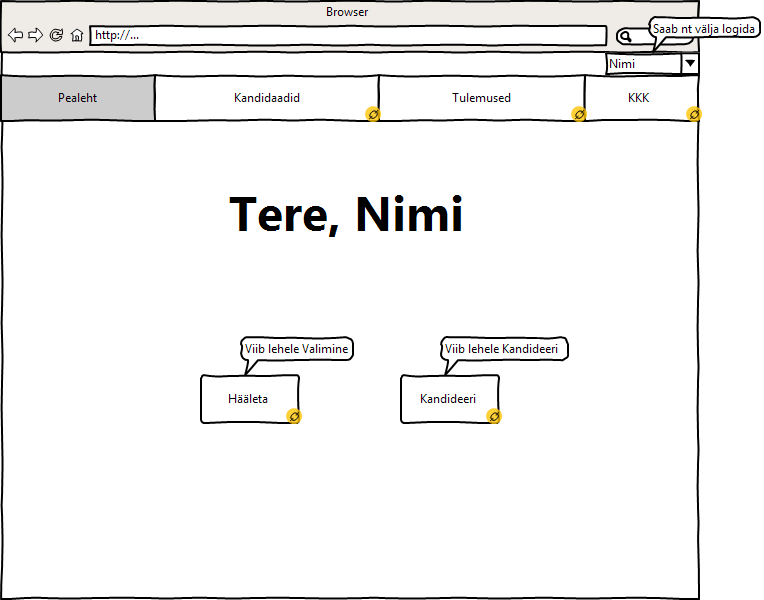 Browser
http://...
Saab nt välja logida
Nimi
Pealeht
Kandidaadid
Tulemused
KKK
Tere, Nimi
Viib lehele Valimine
Viib lehele Kandideeri
Hääleta
Kandideeri